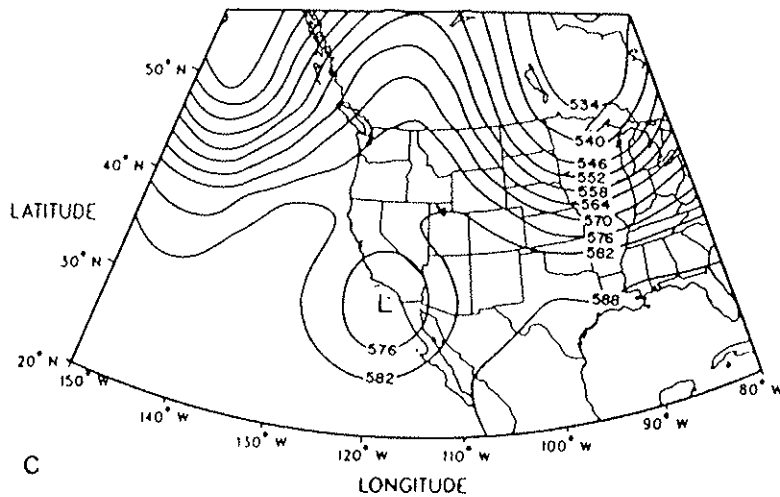 50° N
40° N
LATITUDE
30° N
20° N
150° W
140° W
130° W
120° W
110° W
100° W
90° W
80° W
LONGITUDE
534
540
546
552
558
564
570
576
582
588
L
576
582
C